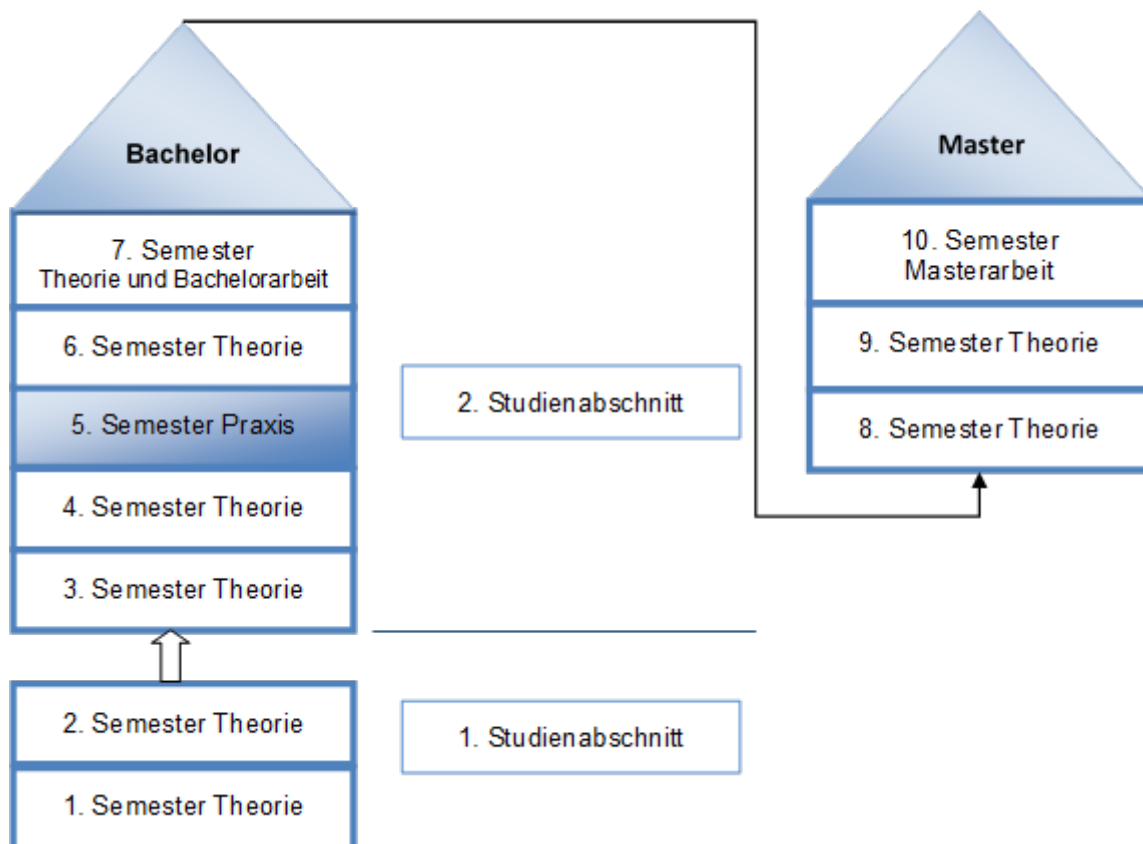 Bachelor
7. Semester
Theorie und Bachelorarbeit
6. Semester Theorie
5. Semester Praxis
4. Semester Theorie
3. Semester Theorie
2. Semester Theorie
1. Semester Theorie
2. Studienabschnitt
1. Studienabschnitt
Master
10. Semester
Masterarbeit
9. Semester Theorie
8. Semester Theorie